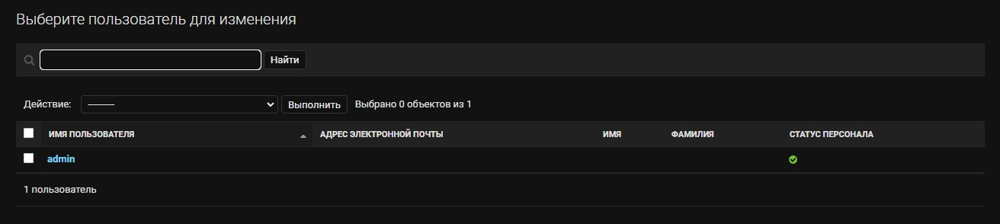 Выберите пользователь для изменения
Найти
Действие: --------- Выполнить Выбрано 0 объектов из 1
ИМЯ ПОЛЬЗОВАТЕЛЯ АДРЕС ЭЛЕКТРОННОЙ ПОЧТЫ ИМЯ ФАМИЛИЯ СТАТУС ПЕРСОНАЛА
admin
1 пользователь